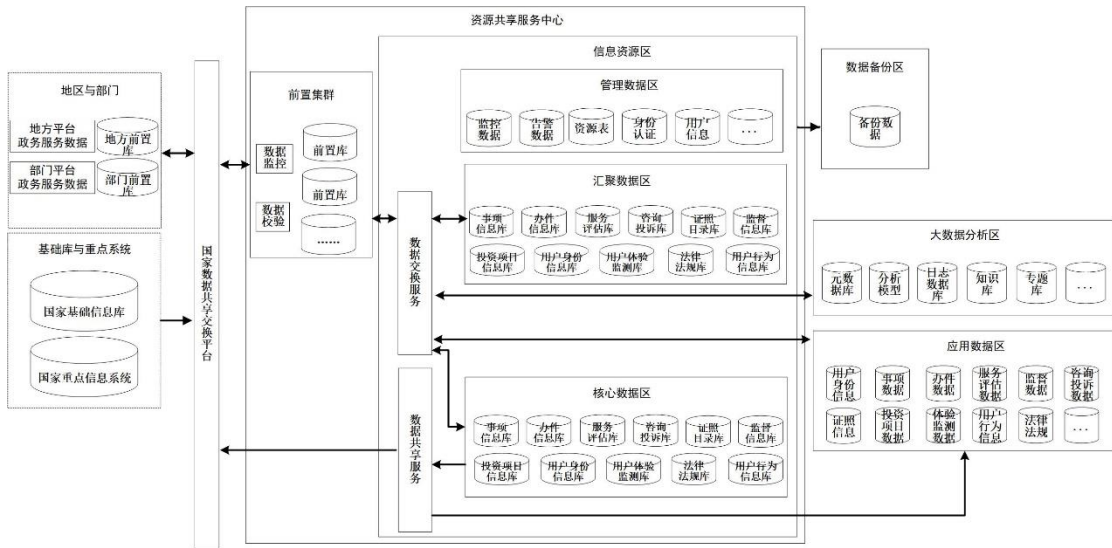 资源共享服务中心
信息资源区
地区与部门
地方平台
政务服务数据
地方前置
库
部门平台
政务服务数据
部门前置
库
基础库与重点系统
国家基础信息库
国家重点信息系统
国家数据共享交换平台
前置集群
数据
监控
前置库
前置库
数据
校验
……
管理数据区
监控
数据
告警
数据
资源表
身份
认证
用户
信息
...
汇聚数据区
事项
信息库
办件
信息库
服务
评估库
咨询
投诉库
证照
目录库
监督
信息库
投资项目
信息库
用户身份
信息库
用户体验
监测库
法律
法规库
用户行为
信息库
数据交换服务
数据共享服务
核心数据区
事项
信息库
办件
信息库
服务
评估库
咨询
投诉库
证照
目录库
监督
信息库
投资项目
信息库
用户身份
信息库
用户体验
监测库
法律
法规库
用户行为
信息库
数据备份区
备份数
据
大数据分析区
元数
据库
分析
模型
日志
数据
库
知识
库
专题
库
...
应用数据区
用户
身份
信息
事项
数据
办件
数据
服务
评估
数据
监督
数据
咨询
投诉
数据
证照
信息
投资
项目
数据
体验
监测
数据
用户
行为
信息
法律
法规
...